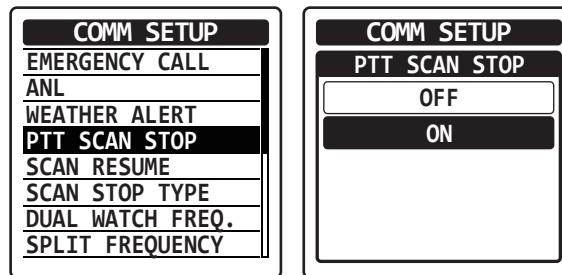 COMM SETUP
EMERGENCY CALL
ANL
WEATHER ALERT
PTT SCAN STOP
SCAN RESUME
SCAN STOP TYPE
DUAL WATCH FREQ.
SPLIT FREQUENCY
COMM SETUP
PTT SCAN STOP
OFF
ON